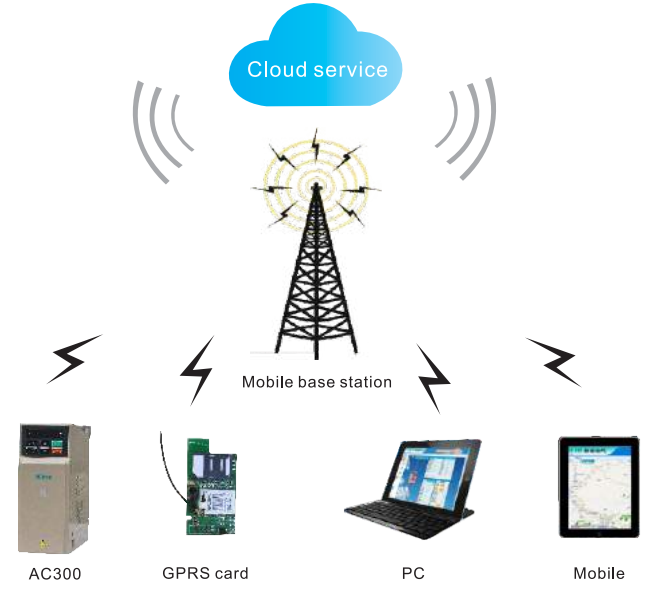 Cloud service
Mobile base station
AC300
GPRS card
PC
Mobile